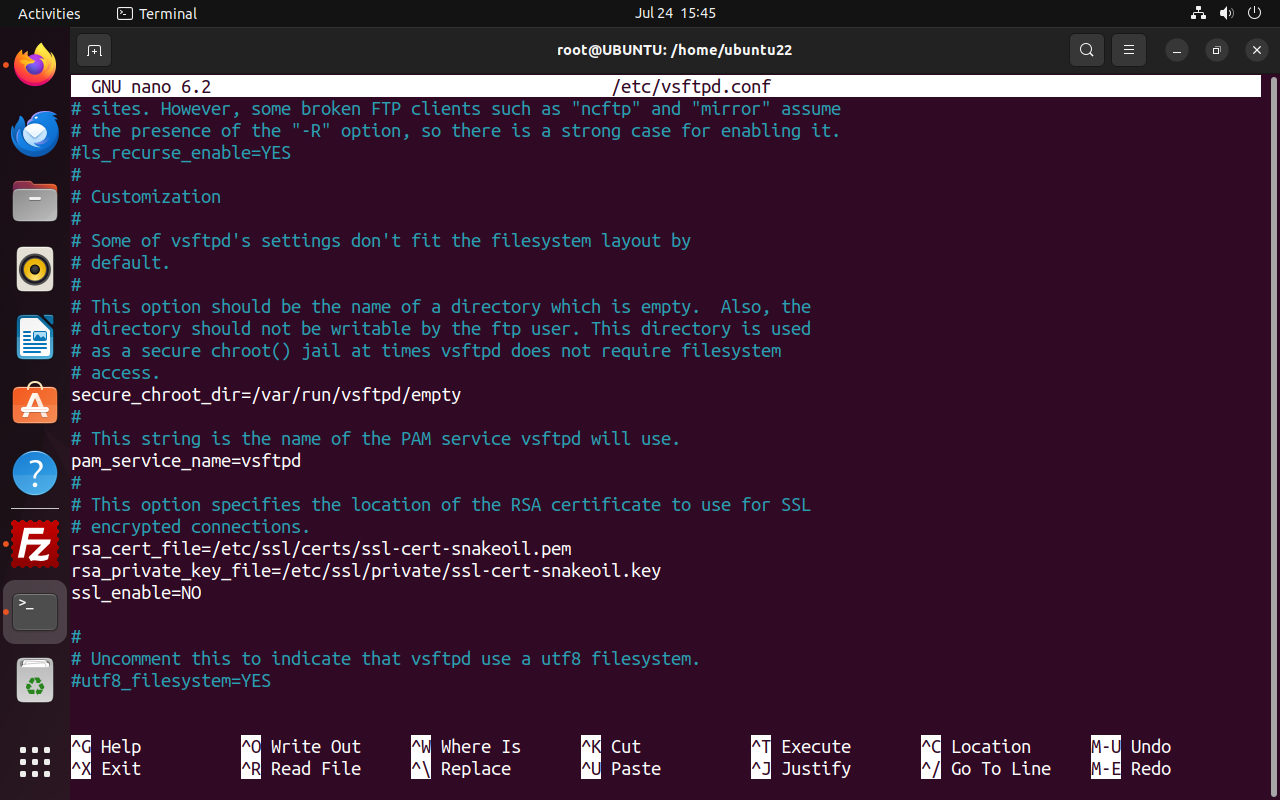 Activities
Terminal
Jul 24 15:45
root@UBUNTU: /home/ubuntu22
GNU nano 6.2 /etc/vsftpd.conf
# sites. However, some broken FTP clients such as "ncftp" and "mirror" assume
# the presence of the "-R" option, so there is a strong case for enabling it.
#ls_recurse_enable=YES
#
# Customization
#
# Some of vsftpd's settings don't fit the filesystem layout by
# default.
#
# This option should be the name of a directory which is empty.  Also, the
# directory should not be writable by the ftp user. This directory is used
# as a secure chroot() jail at times vsftpd does not require filesystem
# access.
secure_chroot_dir=/var/run/vsftpd/empty
#
# This string is the name of the PAM service vsftpd will use.
pam_service_name=vsftpd
#
# This option specifies the location of the RSA certificate to use for SSL
# encrypted connections.
rsa_cert_file=/etc/ssl/certs/ssl-cert-snakeoil.pem
rsa_private_key_file=/etc/ssl/private/ssl-cert-snakeoil.key
ssl_enable=NO
#
# Uncomment this to indicate that vsftpd use a utf8 filesystem.
#utf8_filesystem=YES
^G Help ^O Write Out ^W Where Is ^K Cut ^T Execute ^C Location M-U Undo
^X Exit ^R Read File ^\ Replace ^U Paste ^J Justify ^/ Go To Line M-E Redo